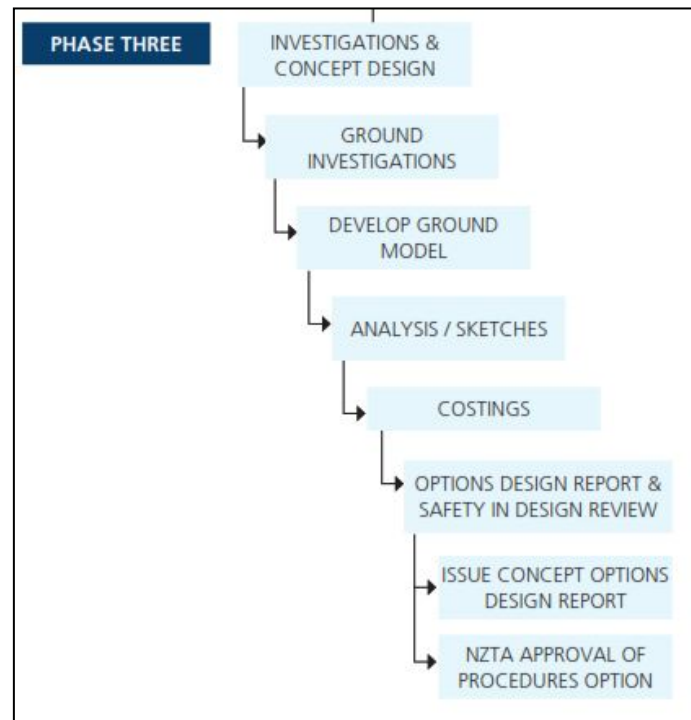 PHASE THREE
INVESTIGATIONS &
CONCEPT DESIGN
GROUND
INVESTIGATIONS
DEVELOP GROUND
MODEL
ANALYSIS / SKETCHES
COSTINGS
OPTIONS DESIGN REPORT &
SAFETY IN DESIGN REVIEW
ISSUE CONCEPT OPTIONS
DESIGN REPORT
NZTA APPROVAL OF
PROCEDURES OPTION